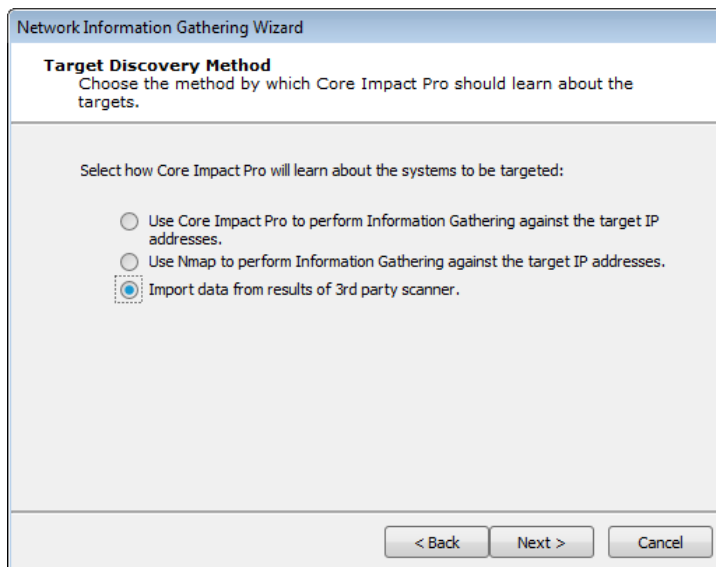 Network Information Gathering Wizard
Target Discovery Method
Choose the method by which Core Impact Pro should learn about the
targets.
Select how Core Impact Pro will learn about the systems to be targeted:
Use Core Impact Pro to perform Information Gathering against the target IP
addresses.
Use Nmap to perform Information Gathering against the target IP addresses.
Import data from results of 3rd party scanner.
< Back Next > Cancel